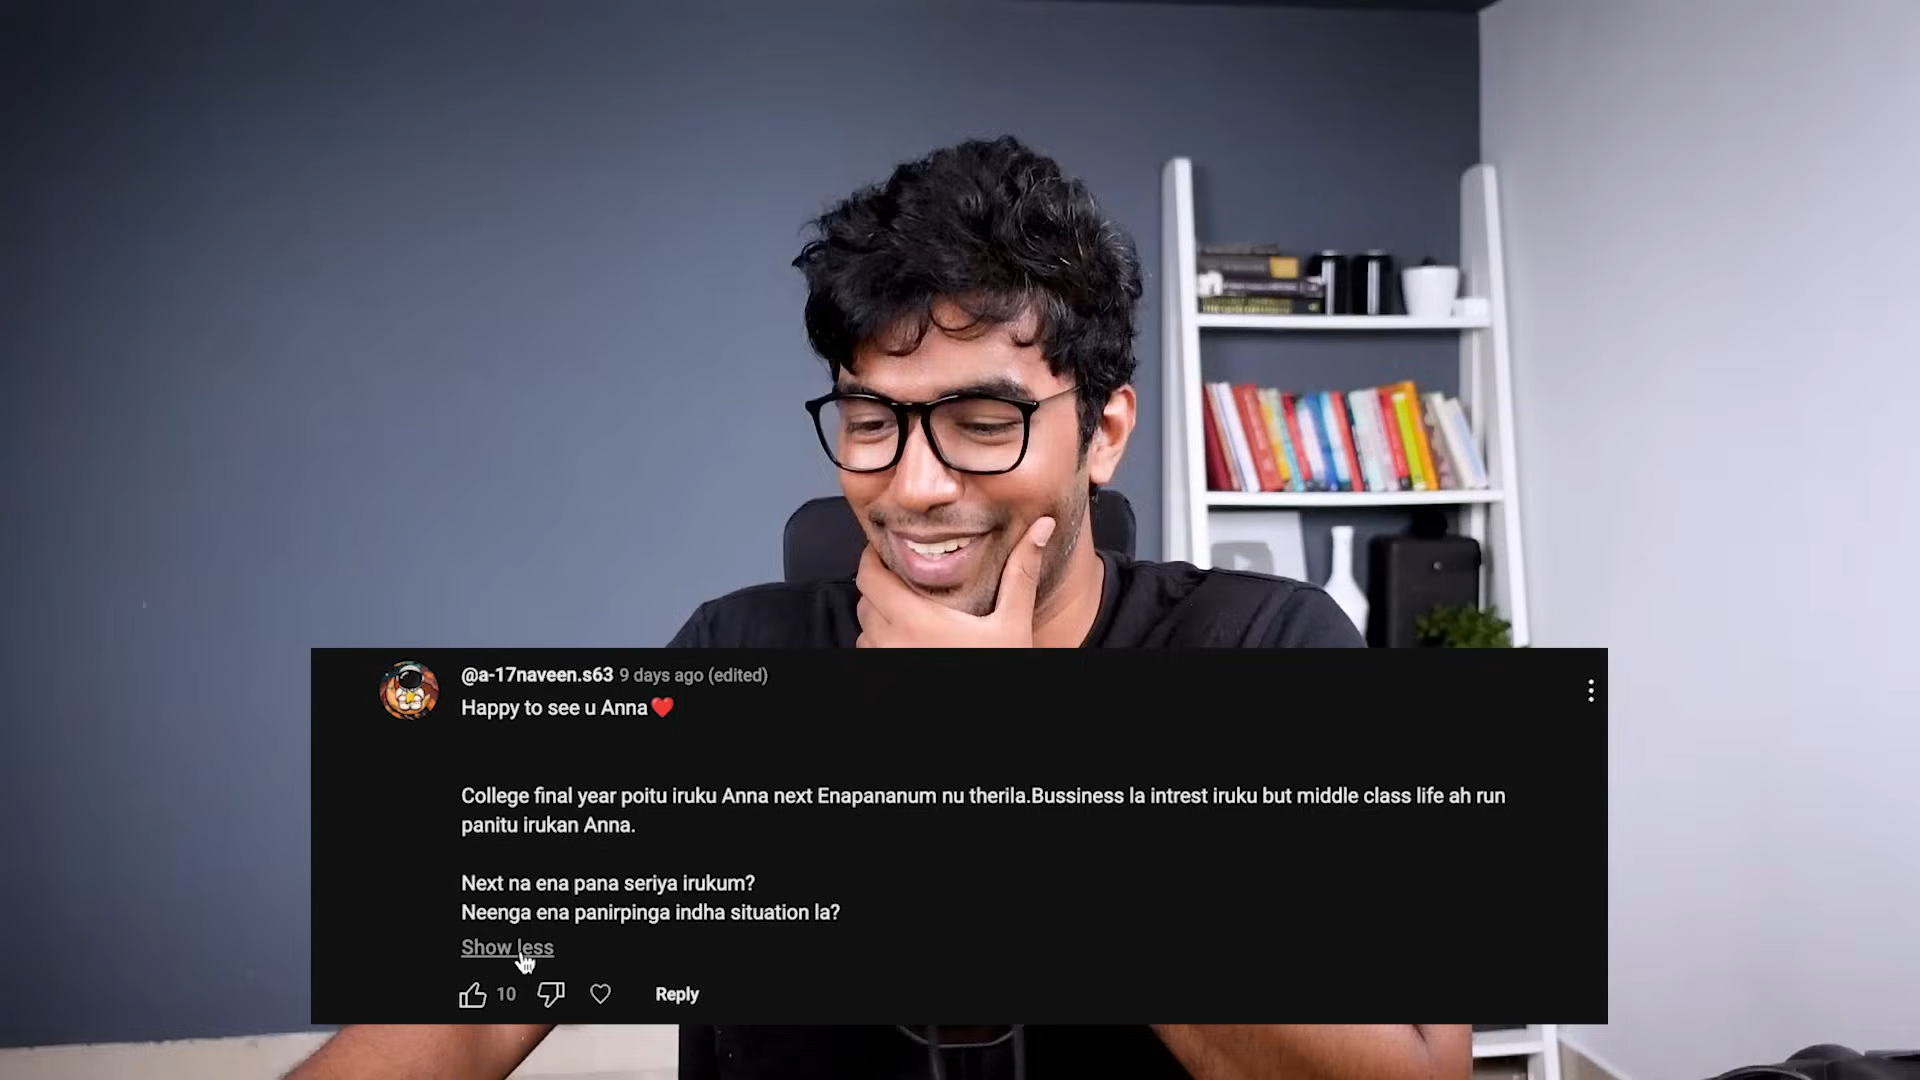 @a-17naveen.s63 9 days ago (edited)
Happy to see u Anna❤️
College final year poitu iruku Anna next Enapananum nu therila.Bussiness la intrest iruku but middle class life ah run
panitu irukan Anna.
Next na ena pana seriya irukum?
Neenga ena panirpinga indha situation la?
Show less
10 Reply